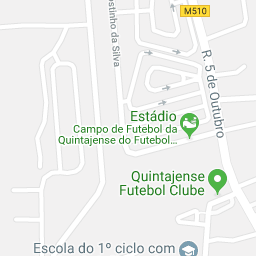 M510
ostinho da Silva
R. 5 de Outubro
Estádio
Campo de Futebol da
Quintajense do Futebol...
Quintajense
Futebol Clube
Escola do 1º ciclo com